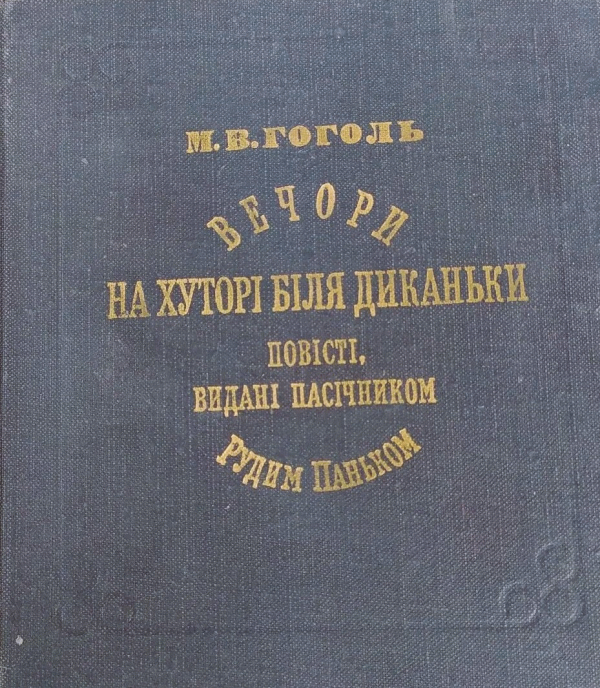 М.В.ГОГОЛЬ
ВЕЧОРИ
НА ХУТОРІ БІЛЯ ДИКАНЬКИ
ПОВІСТІ,
ВИДАНІ ПАСІЧНИКОМ
РУДИМ ПАНЬКОМ